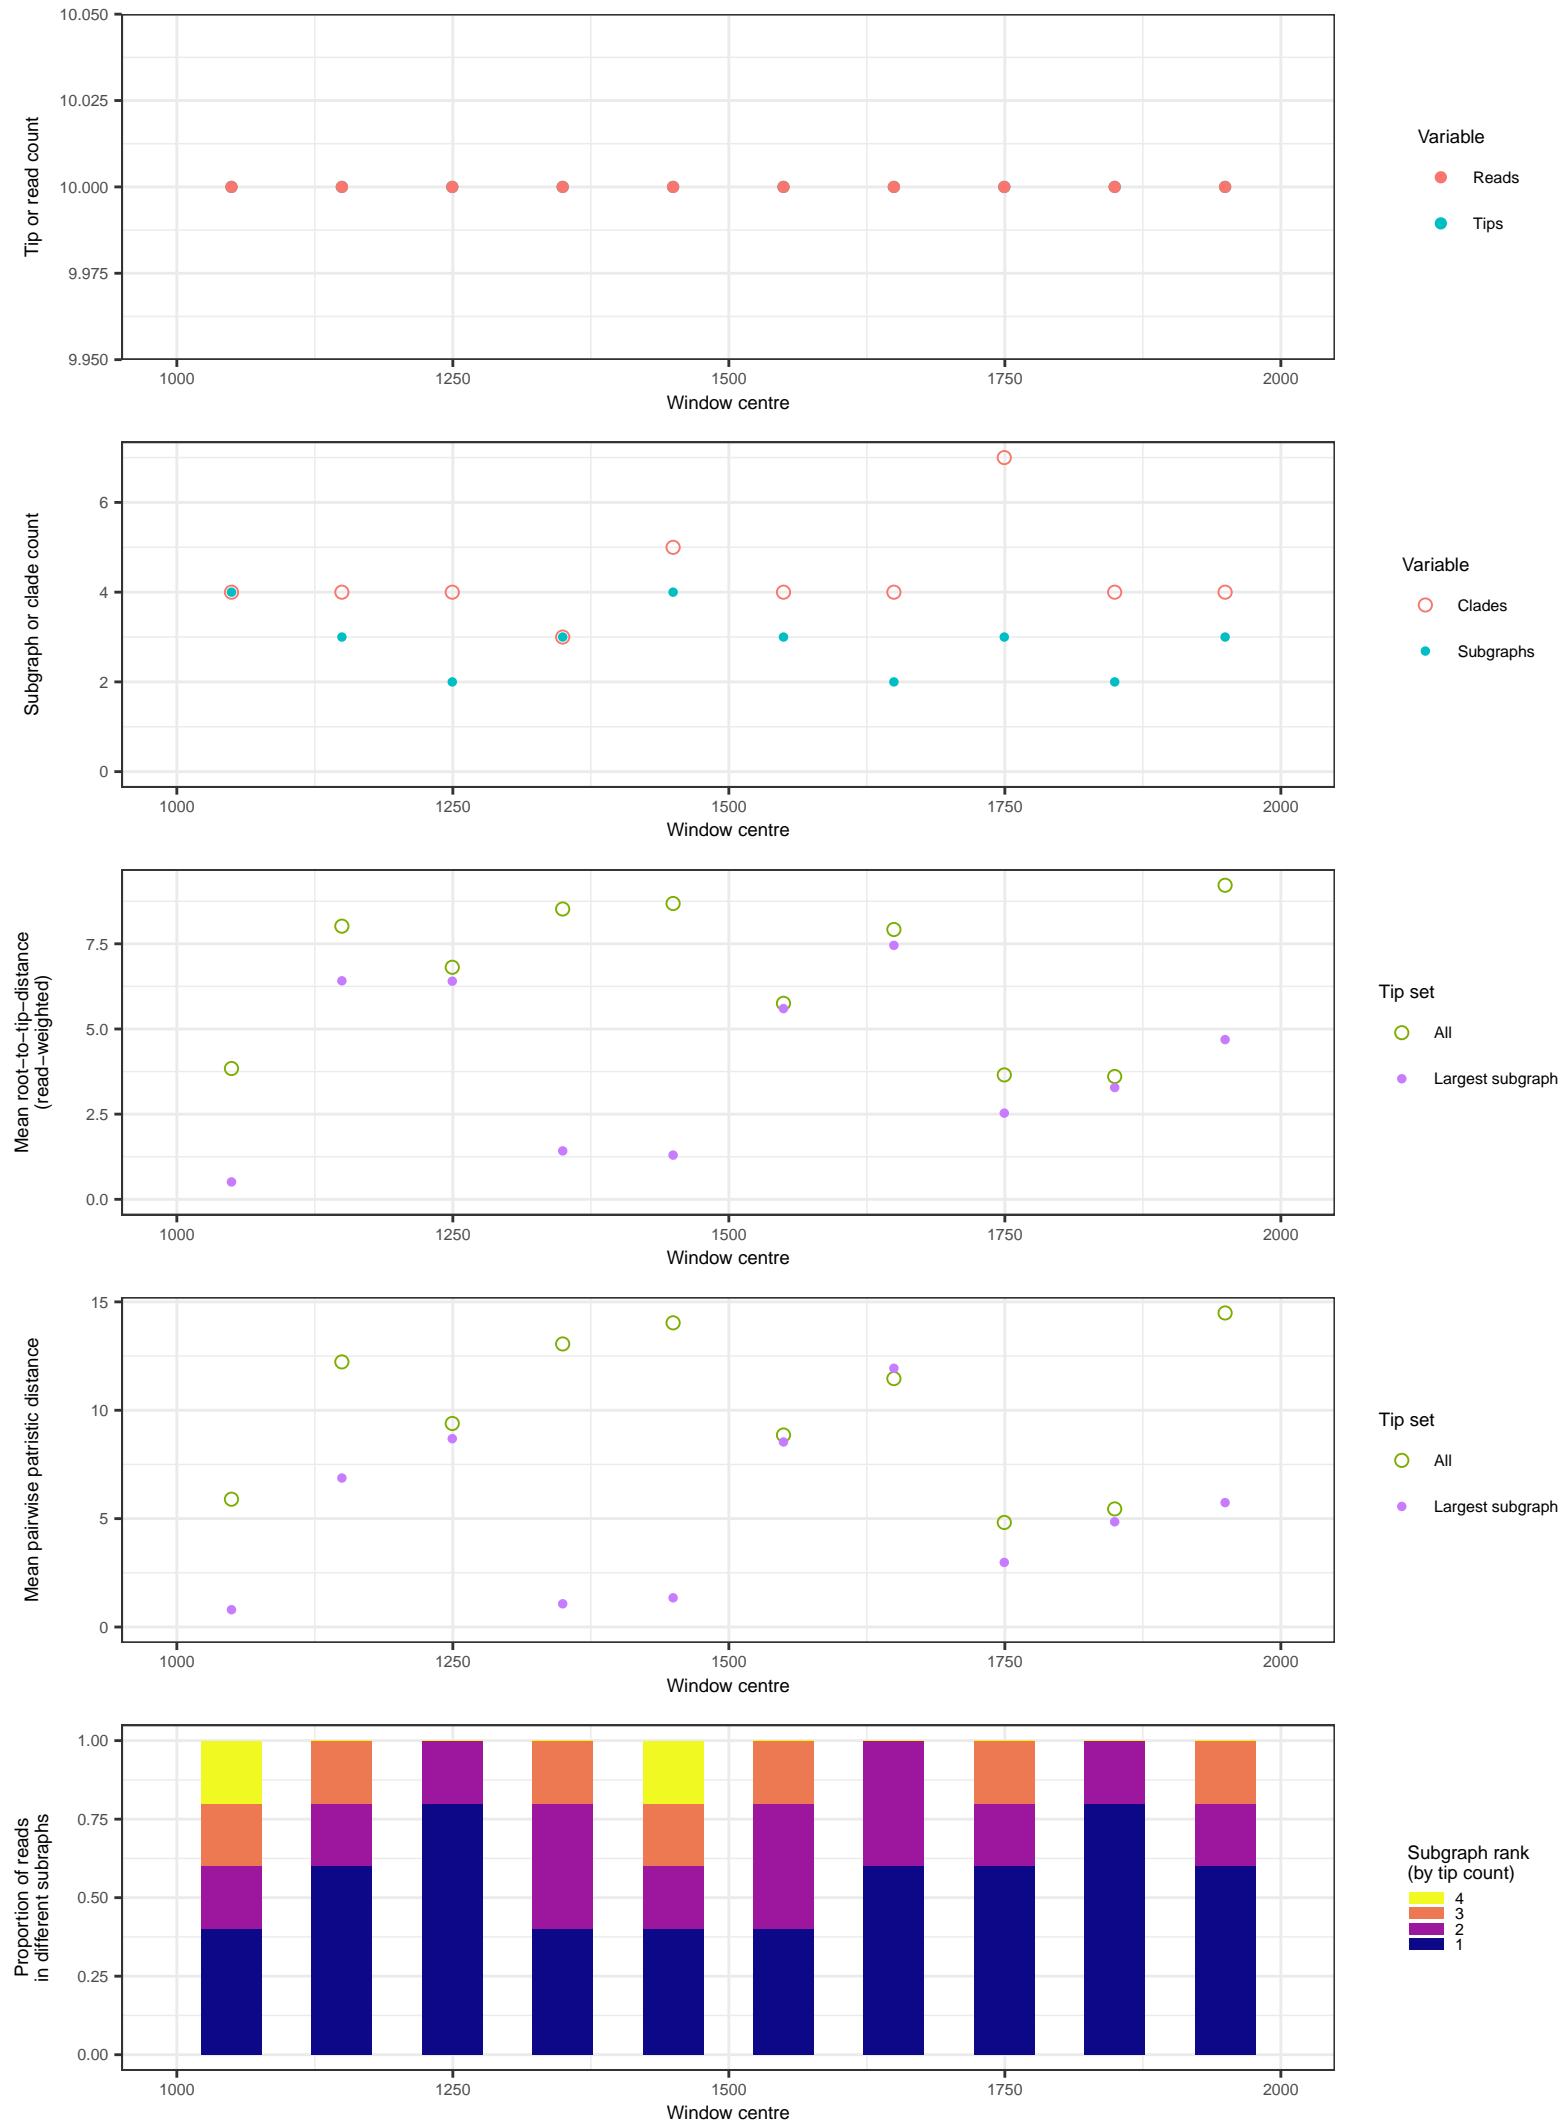 10.050
10.025
10.000
9.975
9.950
Tip or read count
1000 1250 1500 1750 2000
Window centre
Variable
Reads
Tips
6
4
2
0
Subgraph or clade count
1000 1250 1500 1750 2000
Window centre
Variable
Clades
Subgraphs
7.5
5.0
2.5
0.0
Mean root−to−tip−distance
(read−weighted)
1000 1250 1500 1750 2000
Window centre
Tip set
All
Largest subgraph
15
10
5
0
Mean pairwise patristic distance
1000 1250 1500 1750 2000
Window centre
Tip set
All
Largest subgraph
1.00
0.75
0.50
0.25
0.00
Proportion of reads
in different subraphs
1000 1250 1500 1750 2000
Window centre
Subgraph rank
(by tip count)
4
3
2
1